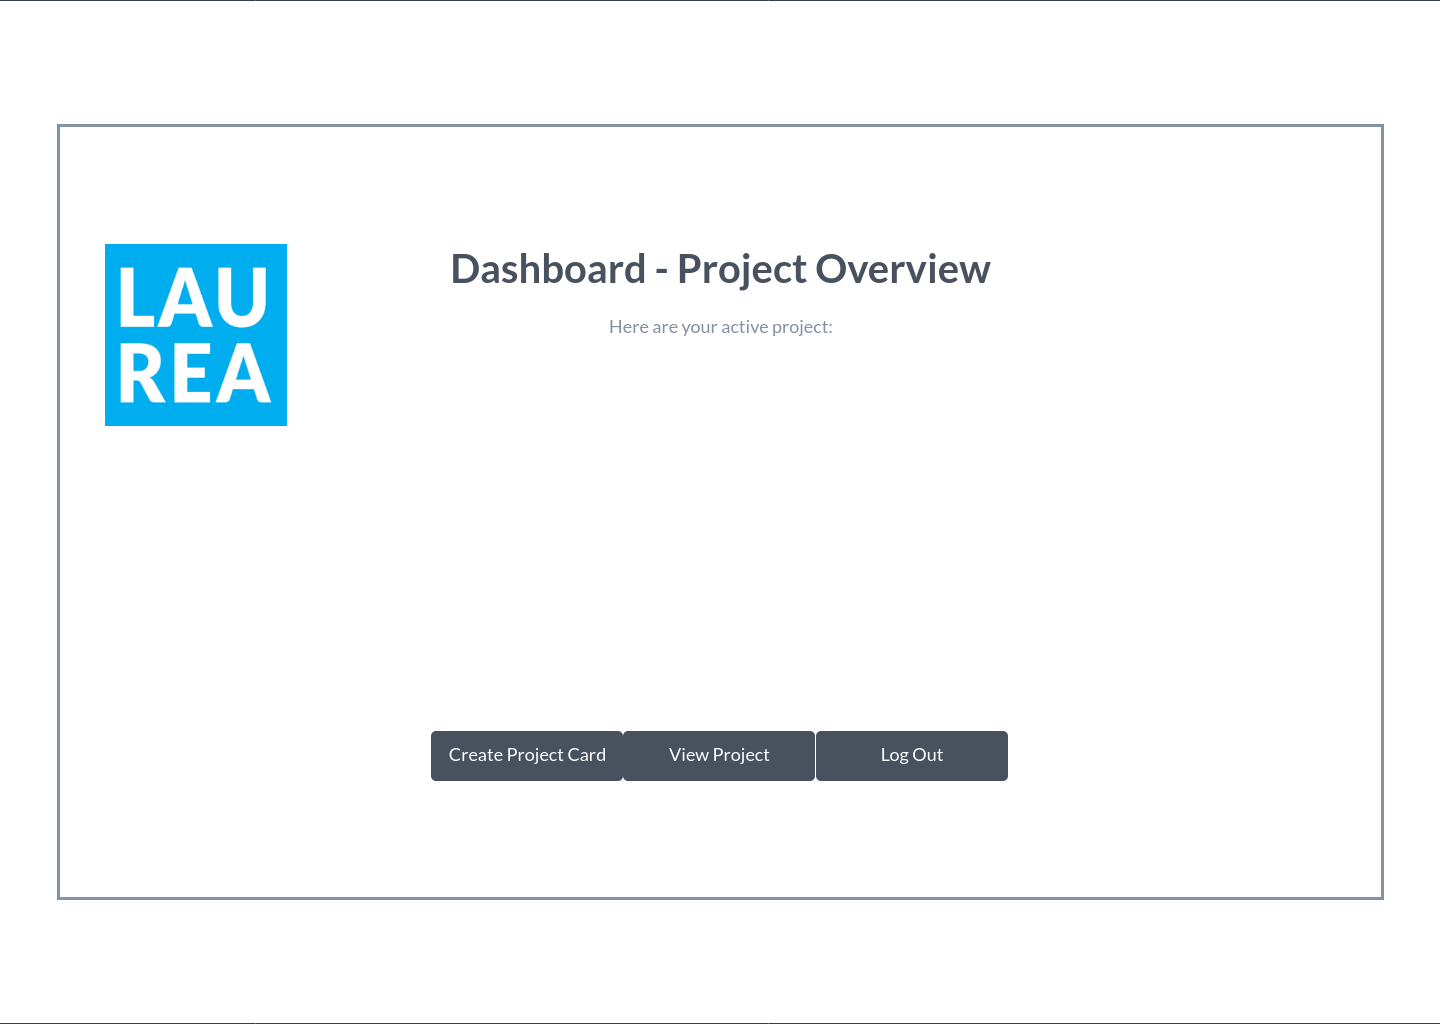 LAU
REA
Dashboard - Project Overview
Here are your active project:
Create Project Card
View Project
Log Out